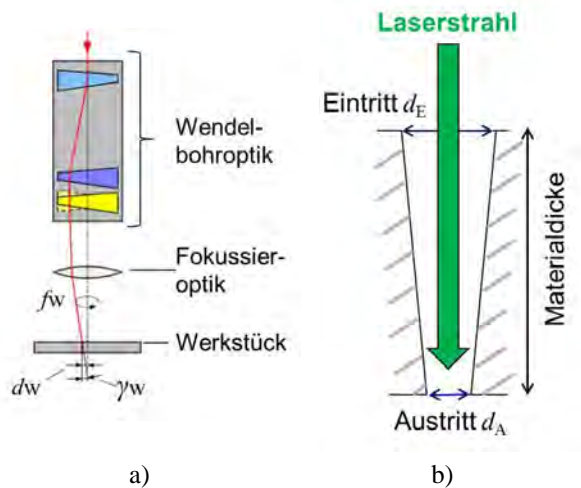 Wendel-
bohroptik
Fokussier-
optik
fw
Werkstück
dw
γw
a)
Laserstrahl
Eintritt dE
Materialdicke
Austritt dA
b)